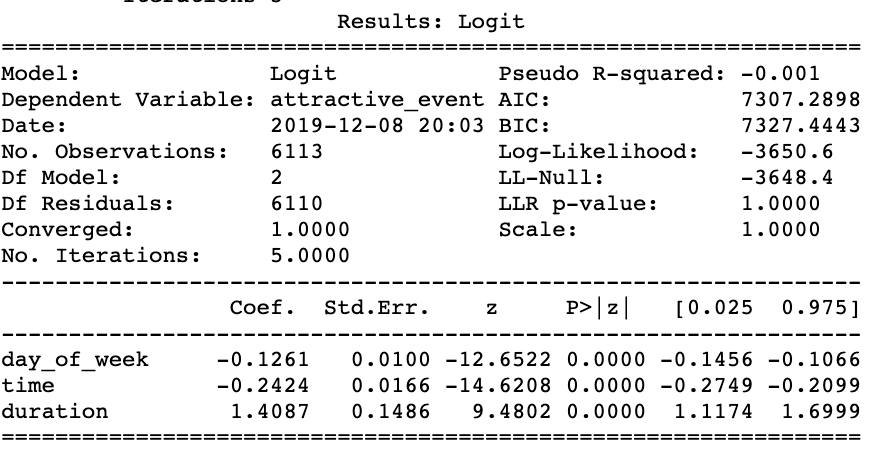 Results: Logit
================================================================
Model: Logit Pseudo R-squared: -0.001
Dependent Variable: attractive_event AIC: 7307.2898
Date: 2019-12-08 20:03 BIC: 7327.4443
No. Observations: 6113 Log-Likelihood: -3650.6
Df Model: 2 LL-Null: -3648.4
Df Residuals: 6110 LLR p-value: 1.0000
Converged: 1.0000 Scale: 1.0000
No. Iterations: 5.0000
----------------------------------------------------------------
Coef. Std.Err. z P>|z| [0.025 0.975]
----------------------------------------------------------------
day_of_week -0.1261 0.0100 -12.6522 0.0000 -0.1456 -0.1066
time -0.2424 0.0166 -14.6208 0.0000 -0.2749 -0.2099
duration 1.4087 0.1486 9.4802 0.0000 1.1174 1.6999
================================================================